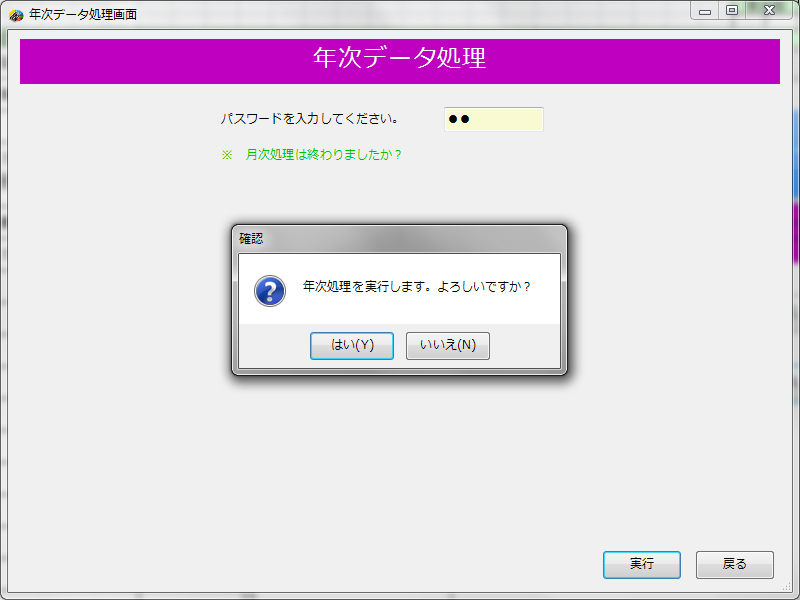 年次データ処理画面
年次データ処理
パスワードを入力してください。
※ 月次処理は終わりましたか？
確認
年次処理を実行します。よろしいですか？
はい(Y) いいえ(N)
実行 戻る